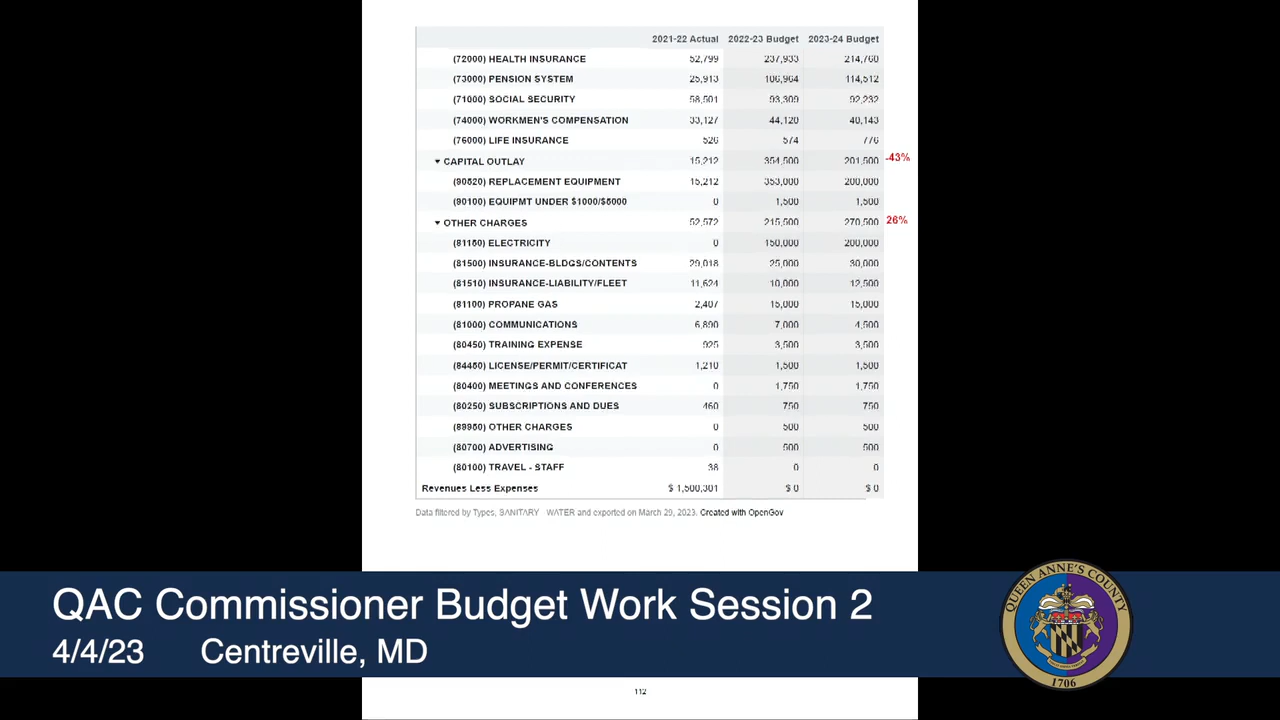 2021-22 Actual 2022-23 Budget 2023-24 Budget
(72000) HEALTH INSURANCE 52,799 237,933 214,760
(73000) PENSION SYSTEM 25,913 106,964 114,512
(71000) SOCIAL SECURITY 58,501 93,309 92,232
(74000) WORKMEN'S COMPENSATION 33,127 44,120 40,143
(76000) LIFE INSURANCE 526 574 776
▼ CAPITAL OUTLAY 15,212 354,500 201,500 -43%
(90520) REPLACEMENT EQUIPMENT 15,212 353,000 200,000
(90100) EQUIPMT UNDER $1000/$5000 0 1,500 1,500
▼ OTHER CHARGES 52,572 215,500 270,500 26%
(81150) ELECTRICITY 0 150,000 200,000
(81500) INSURANCE-BLDGS/CONTENTS 29,018 25,000 30,000
(81510) INSURANCE-LIABILITY/FLEET 11,624 10,000 12,500
(81100) PROPANE GAS 2,407 15,000 15,000
(81000) COMMUNICATIONS 6,890 7,000 4,500
(80450) TRAINING EXPENSE 925 3,500 3,500
(84450) LICENSE/PERMIT/CERTIFICAT 1,210 1,500 1,500
(80400) MEETINGS AND CONFERENCES 0 1,750 1,750
(80250) SUBSCRIPTIONS AND DUES 460 750 750
(89950) OTHER CHARGES 0 500 500
(80700) ADVERTISING 0 500 500
(80100) TRAVEL - STAFF 38 0 0
Revenues Less Expenses $ 1,500,301 $ 0 $ 0
Data filtered by Types, SANITARY - WATER and exported on March 29, 2023. Created with OpenGov
QAC Commissioner Budget Work Session 2
4/4/23 Centreville, MD
QUEEN ANNE'S COUNTY
1706
112